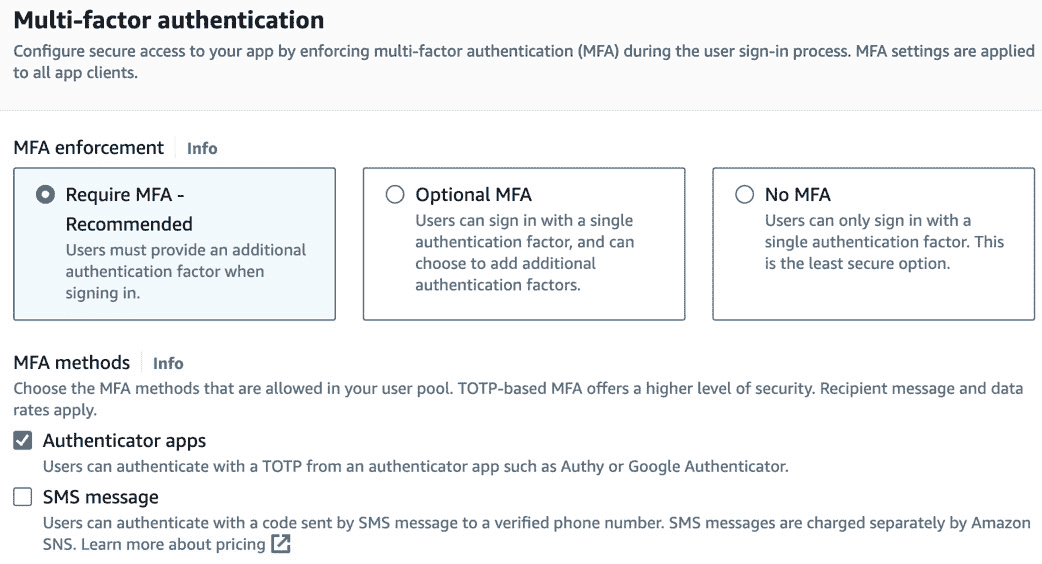 Multi-factor authentication
Configure secure access to your app by enforcing multi-factor authentication (MFA) during the user sign-in process. MFA settings are applied
to all app clients.
MFA enforcement Info
Require MFA -
Recommended
Users must provide an additional
authentication factor when
signing in.
Optional MFA
Users can sign in with a single
authentication factor, and can
choose to add additional
authentication factors.
No MFA
Users can only sign in with a
single authentication factor. This
is the least secure option.
MFA methods Info
Choose the MFA methods that are allowed in your user pool. TOTP-based MFA offers a higher level of security. Recipient message and data
rates apply.
Authenticator apps
Users can authenticate with a TOTP from an authenticator app such as Authy or Google Authenticator.
SMS message
Users can authenticate with a code sent by SMS message to a verified phone number. SMS messages are charged separately by Amazon
SNS. Learn more about pricing